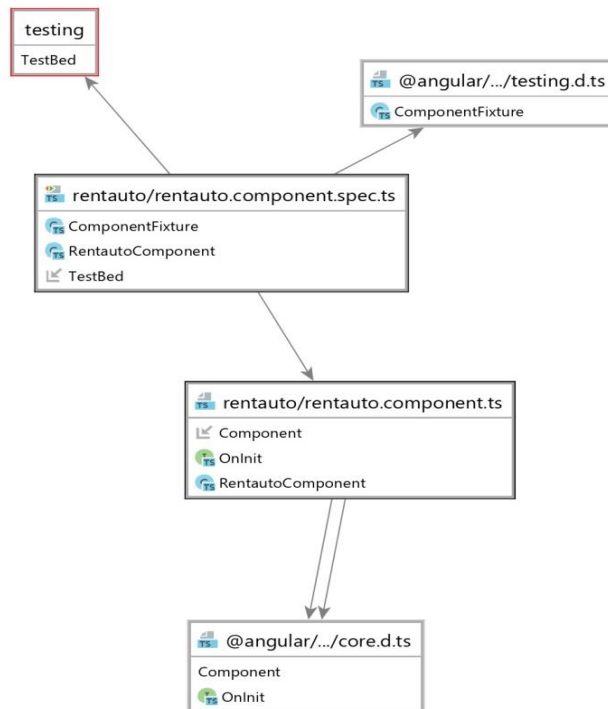 testing
TestBed
@angular/.../testing.d.ts
ComponentFixture
rentauto/rentauto.component.spec.ts
ComponentFixture
RentautoComponent
TestBed
rentauto/rentauto.component.ts
Component
OnInit
RentautoComponent
@angular/.../core.d.ts
Component
OnInit